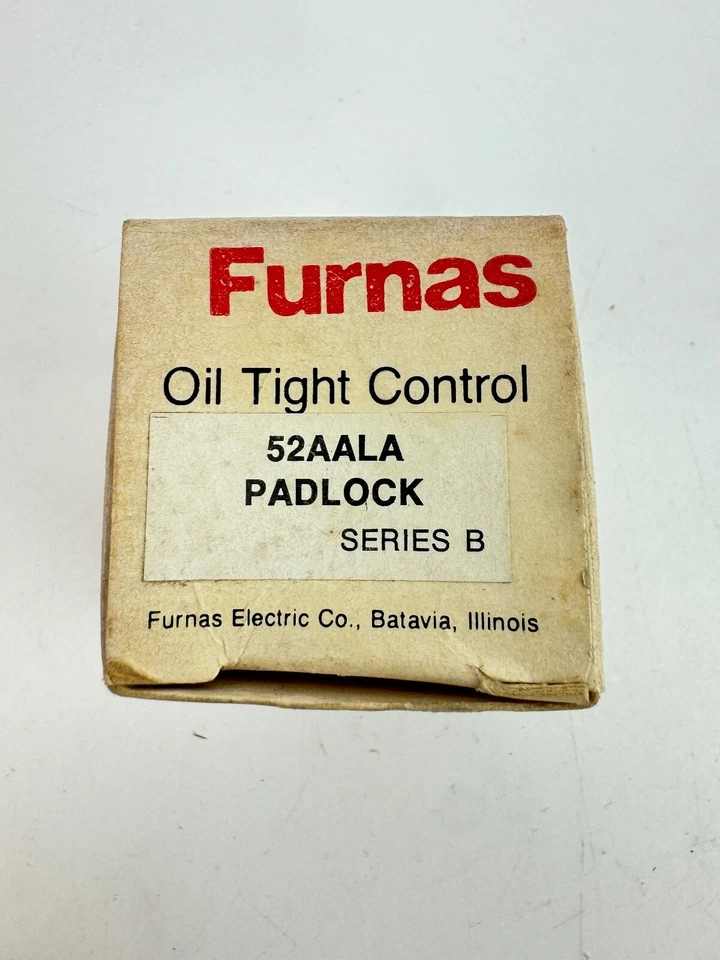 Furnas
Oil Tight Control
52AALA
PADLOCK
SERIES B
Furnas Electric Co., Batavia, Illinois